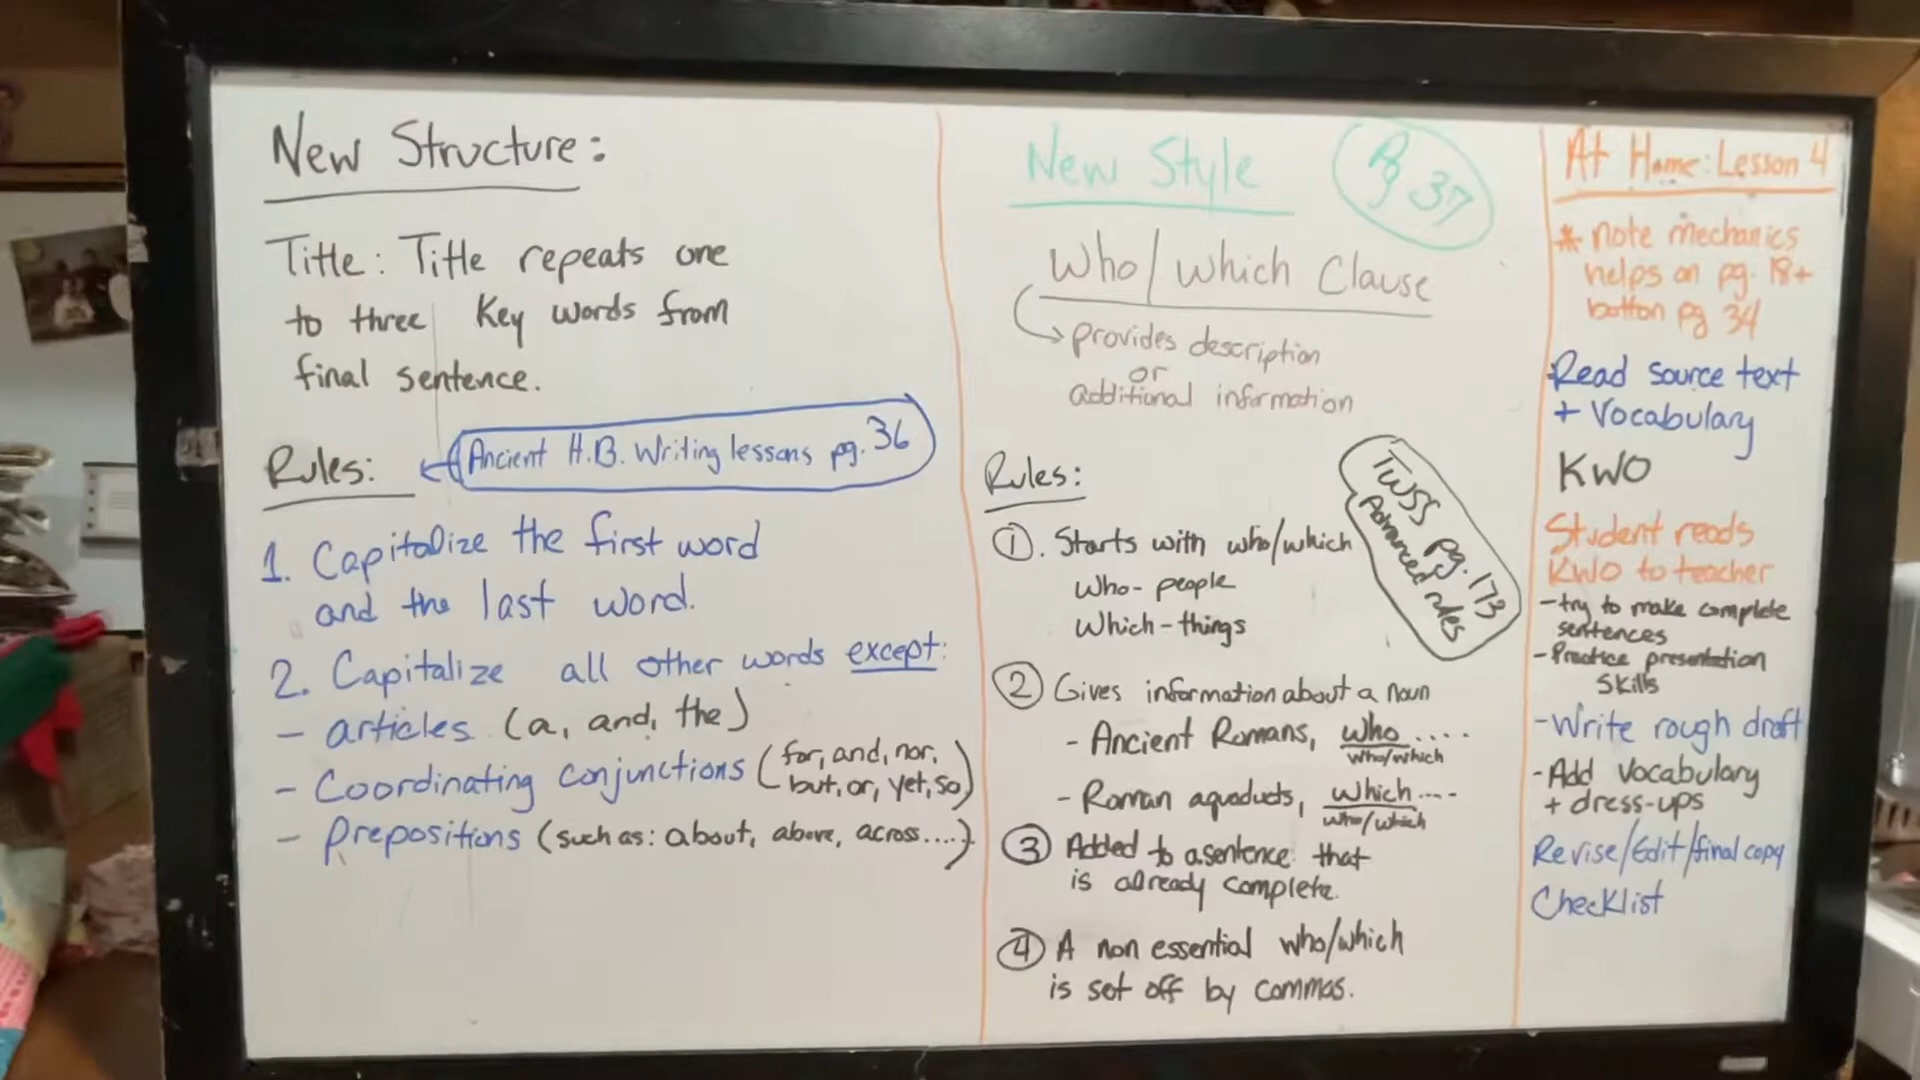 New Structure:
Title: Title repeats one
to three key words from
final sentence.
Rules:
Ancient H.B. Writing lessons pg. 36
1. Capitalize the first word
and the last word.
2. Capitalize all other words except:
- articles (a, and, the)
- Coordinating conjunctions (for, and, nor,
but, or, yet, so)
- prepositions (such as: about, above, across....)
New Style
Pg 37
Who/which Clause
provides description
or
additional information
Rules:
TWSS pg. 173
Advanced rules
1. Starts with who/which
Who - people
Which - things
2 Gives information about a noun
- Ancient Romans, who ....
who/which
- Roman aquaducts, which ....
who/which
3 Added to a sentence that
is already complete.
4 A non essential who/which
is set off by commas.
At Home: Lesson 4
* note mechanics
helps on pg. 18 +
botton pg 34
Read source text
+ Vocabulary
KWO
Student reads
KWO to teacher
- try to make complete
sentences
- Practice presentation
skills
- Write rough draft
- Add Vocabulary
+ dress-ups
Revise/Edit/final copy
Checklist